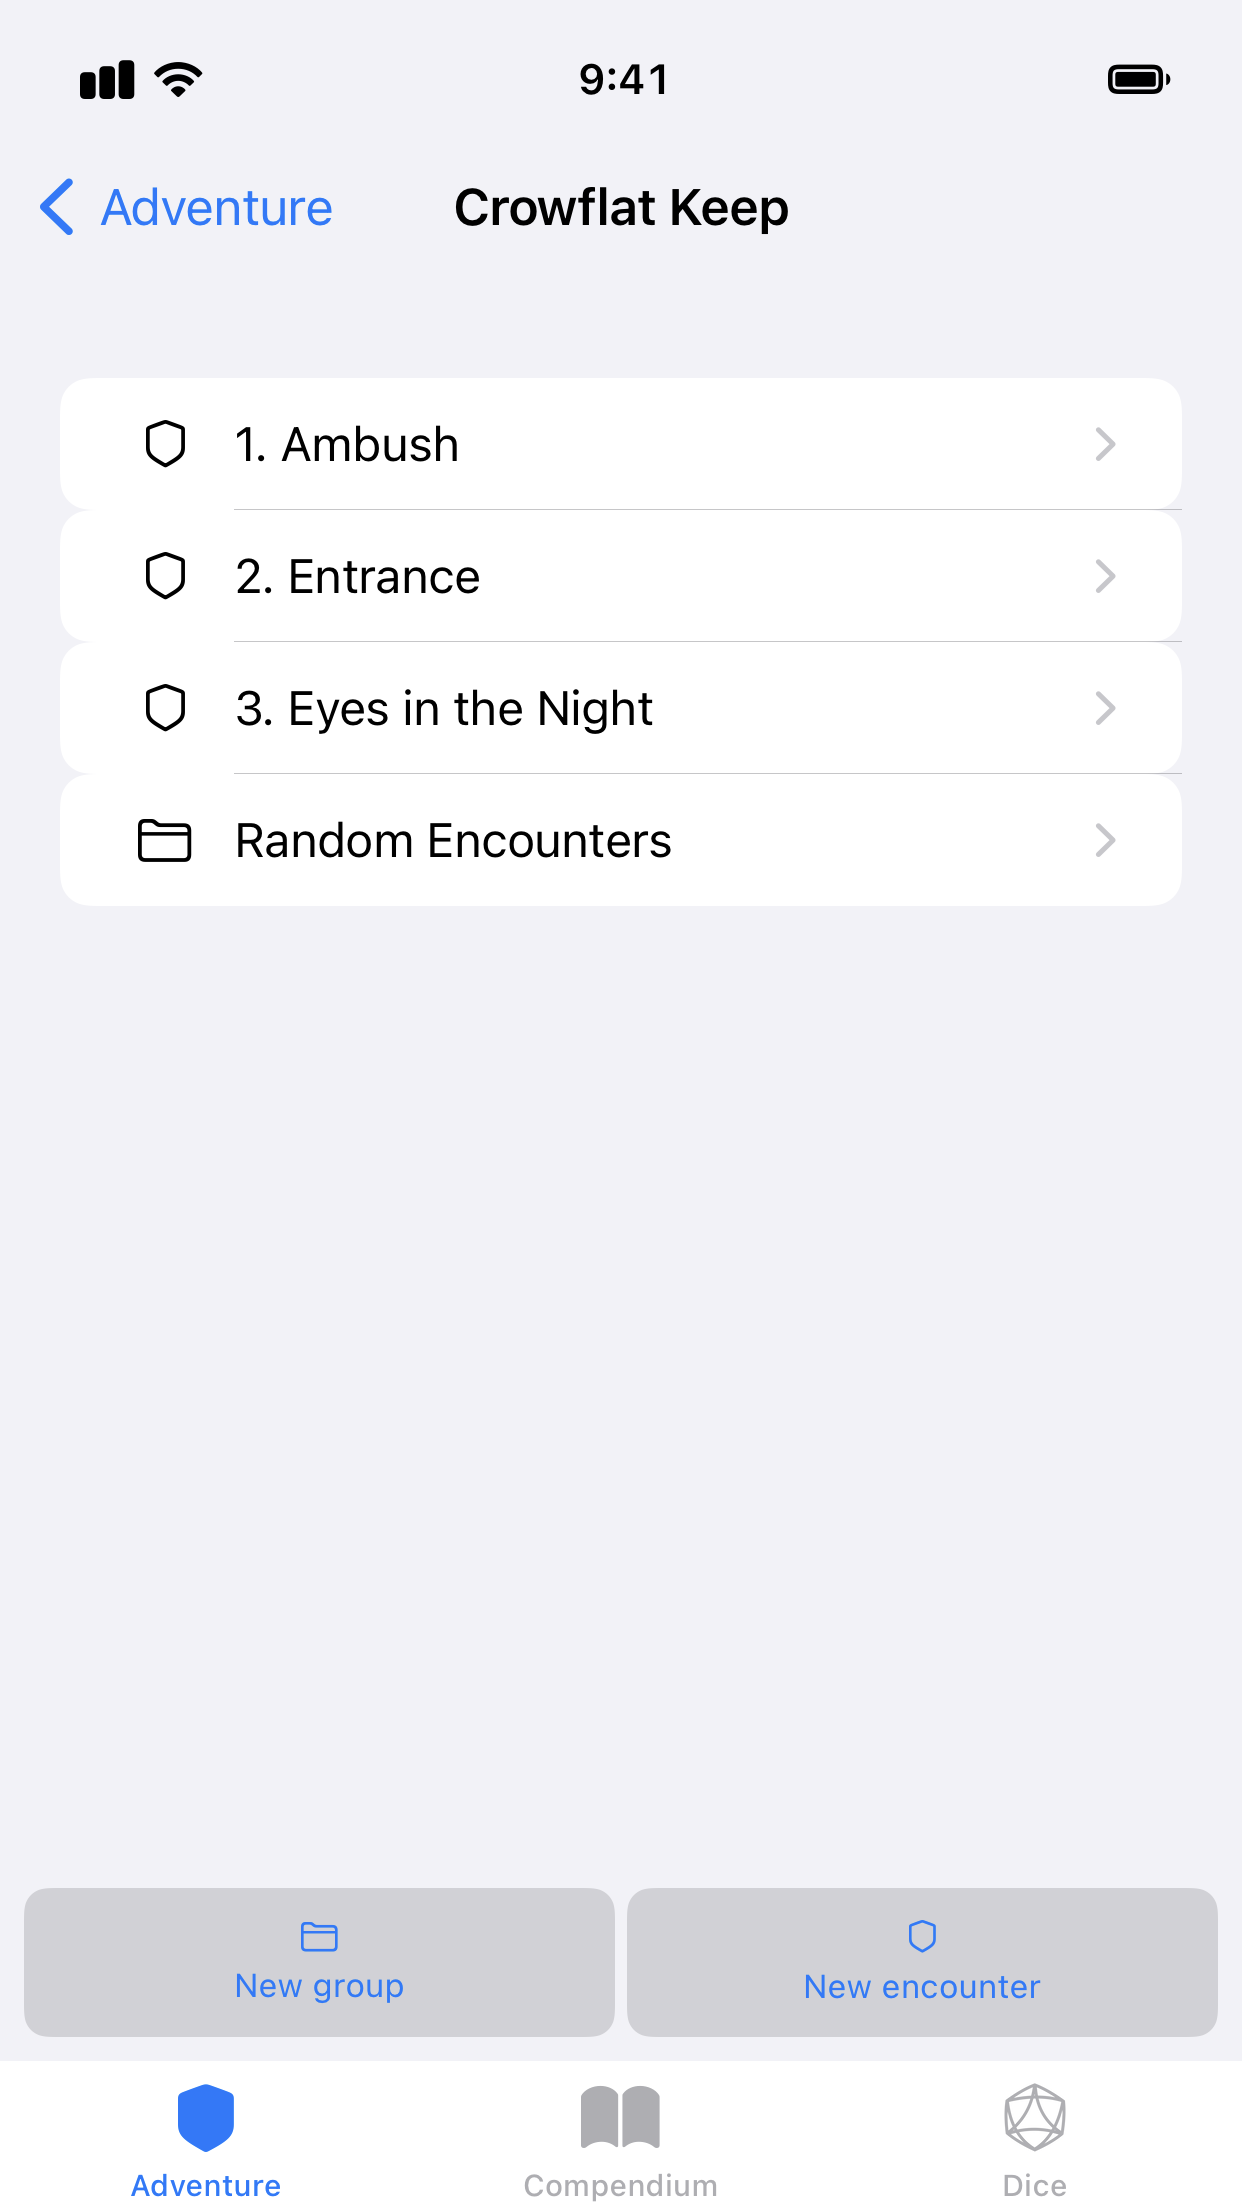 9:41
Adventure
Crowflat Keep
1. Ambush
2. Entrance
3. Eyes in the Night
Random Encounters
New group
New encounter
Adventure
Compendium
Dice